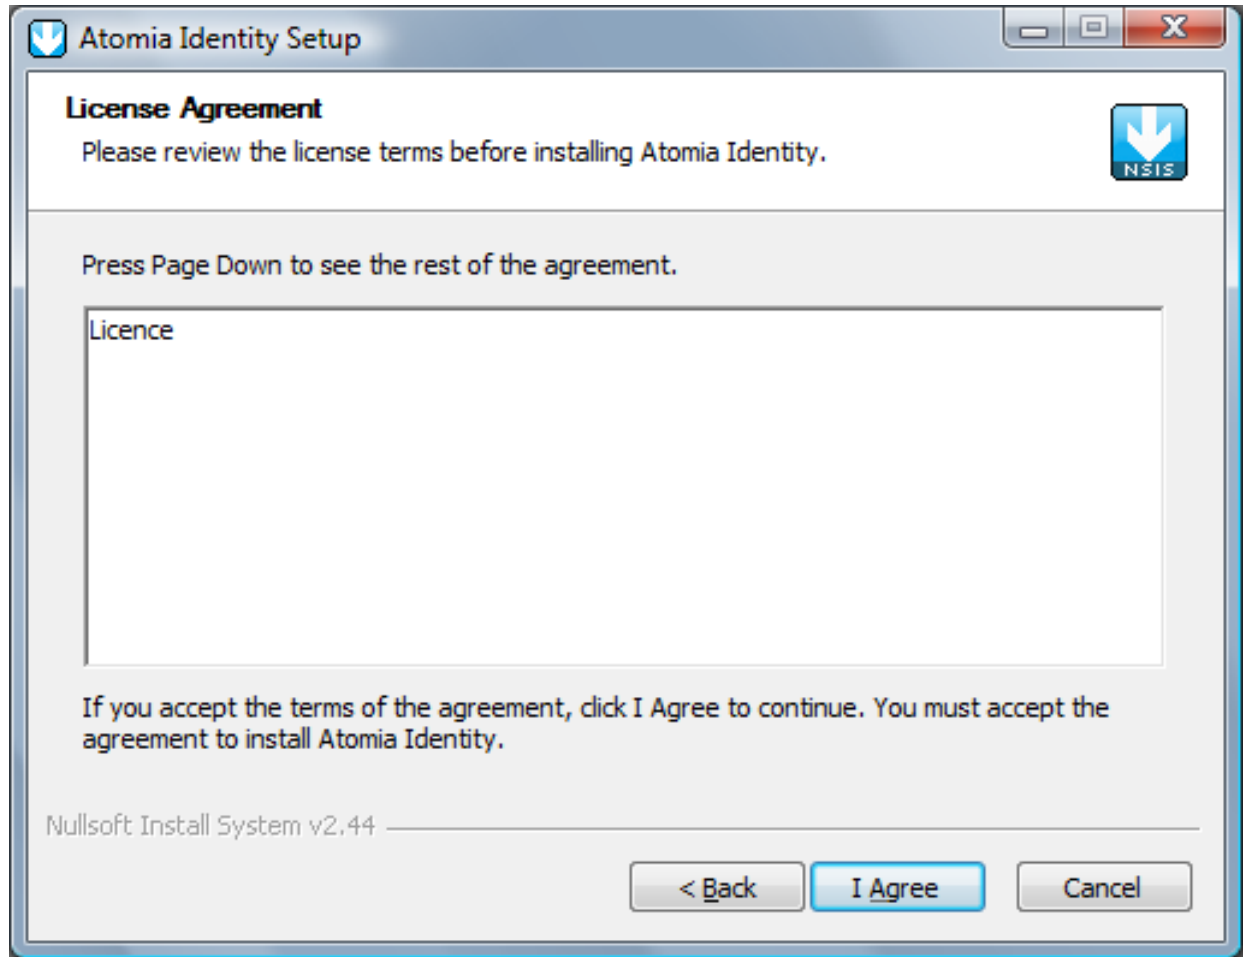 Atomia Identity Setup
License Agreement
Please review the license terms before installing Atomia Identity.
NSIS
Press Page Down to see the rest of the agreement.
Licence
If you accept the terms of the agreement, click I Agree to continue. You must accept the
agreement to install Atomia Identity.
Nullsoft Install System v2.44
< Back
I Agree
Cancel